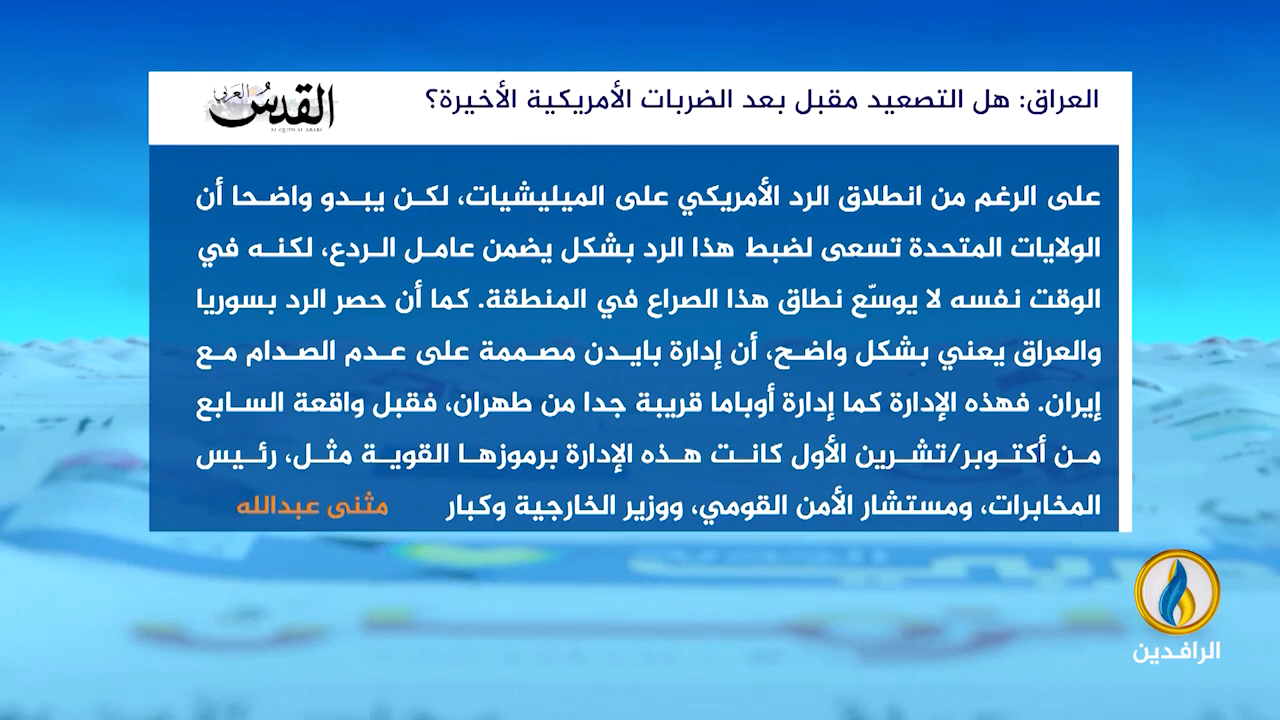 العراق: هل التصعيد مقبل بعد الضربات الأمريكية الأخيرة؟
القدس العربي
AL-QUDS AL-ARABI
على الرغم من انطلاق الرد الأمريكي على الميليشيات، لكن يبدو واضحا أن
الولايات المتحدة تسعى لضبط هذا الرد بشكل يضمن عامل الردع، لكنه في
الوقت نفسه لا يوسّع نطاق هذا الصراع في المنطقة. كما أن حصر الرد بسوريا
والعراق يعني بشكل واضح، أن إدارة بايدن مصممة على عدم الصدام مع
إيران. فهذه الإدارة كما إدارة أوباما قريبة جدا من طهران، فقبل واقعة السابع
من أكتوبر/تشرين الأول كانت هذه الإدارة برموزها القوية مثل، رئيس
المخابرات، ومستشار الأمن القومي، ووزير الخارجية وكبار
مثنى عبدالله
الرافدين